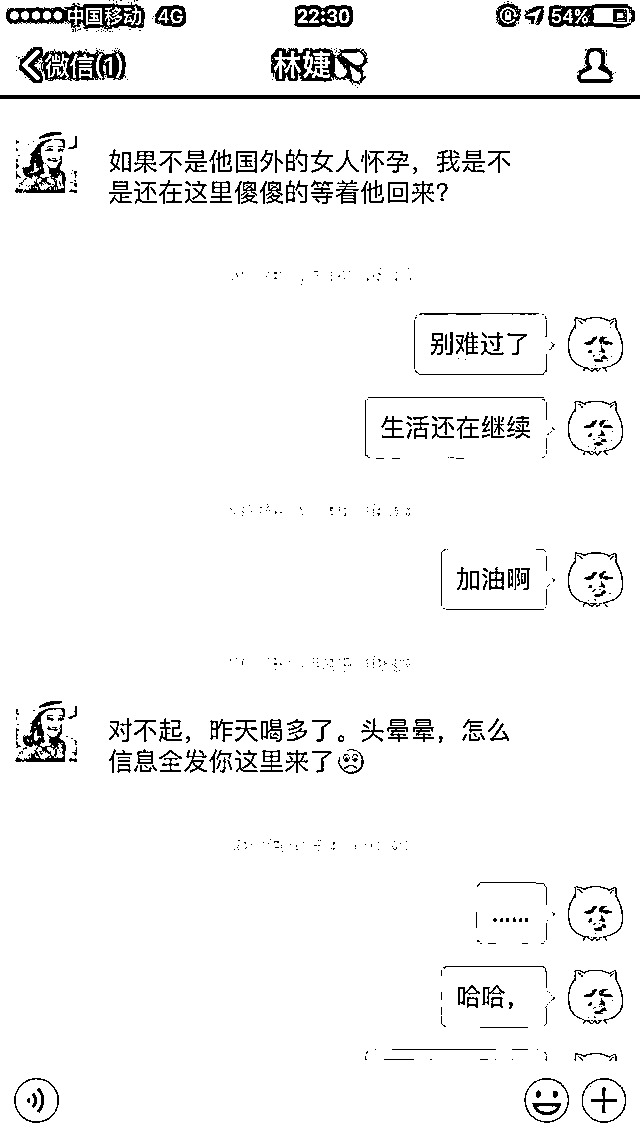 中国移动 4G 22:30 54%
微信(1) 林婕
如果不是他国外的女人怀孕，我是不
是还在这里傻傻的等着他回来？
别难过了
生活还在继续
加油啊
对不起，昨天喝多了。头晕晕，怎么
信息全发你这里来了
……
哈哈，